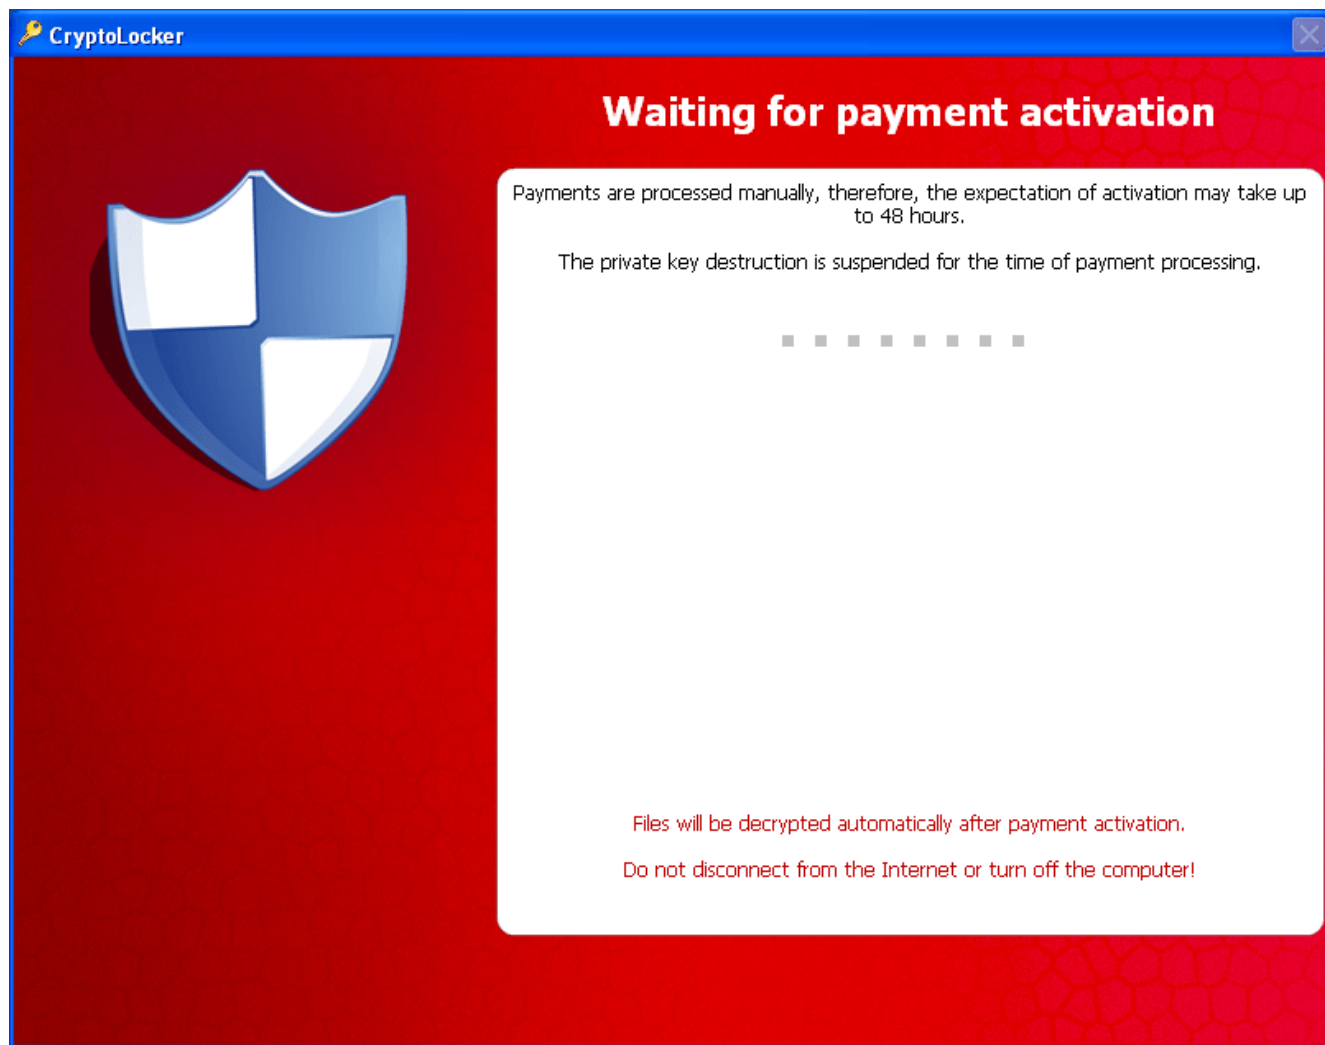 CryptoLocker
Waiting for payment activation
Payments are processed manually, therefore, the expectation of activation may take up
to 48 hours.
The private key destruction is suspended for the time of payment processing.
Files will be decrypted automatically after payment activation.
Do not disconnect from the Internet or turn off the computer!